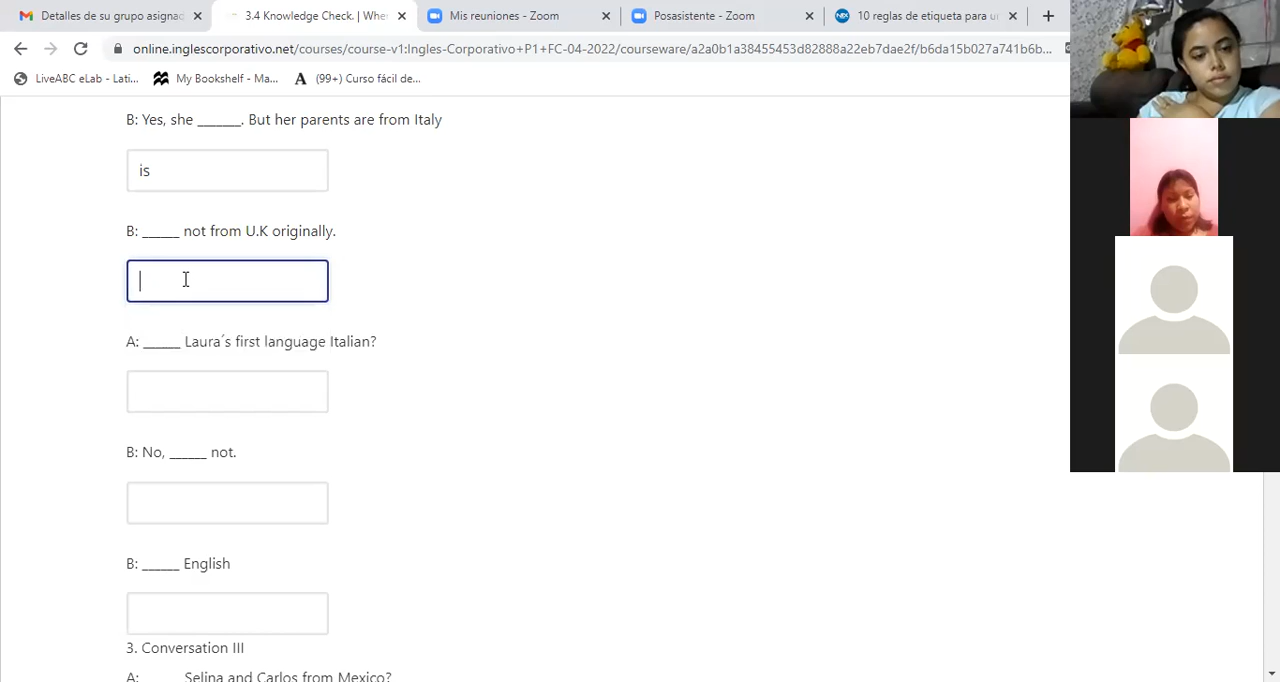 Detalles de su grupo asignad
3.4 Knowledge Check. | Whe
Mis reuniones - Zoom
Posasistente - Zoom
10 reglas de etiqueta para u
online.inglescorporativo.net/courses/course-v1:Ingles-Corporativo+P1+FC-04-2022/courseware/a2a0b1a38455453d82888a22eb7dae2f/b6da15b027a741b6b...
LiveABC eLab - Lati...
My Bookshelf - Ma...
(99+) Curso fácil de...
B: Yes, she _______. But her parents are from Italy
is
B: ______ not from U.K originally.
A: ______ Laura´s first language Italian?
B: No, ______ not.
B: ______ English
3. Conversation III
A: ______ Selina and Carlos from Mexico?